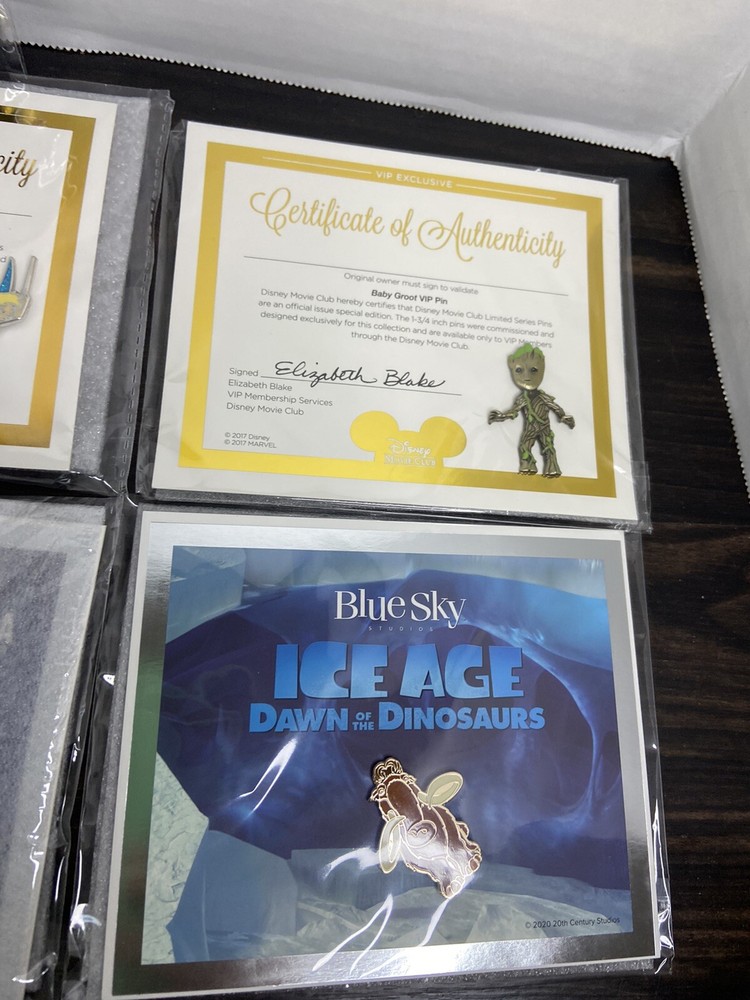 city
VIP EXCLUSIVE
Certificate of Authenticity
Original owner must sign to validate
Baby Groot VIP Pin
Disney Movie Club hereby certifies that Disney Movie Club Limited Series Pins
are an official issue special edition. The 1-3/4 inch pins were commissioned and
designed exclusively for this collection and are available only to VIP Members
through the Disney Movie Club.
Signed Elizabeth Blake
Elizabeth Blake
VIP Membership Services
Disney Movie Club
© 2017 Disney
© 2017 MARVEL
Disney
Movie Club
Blue Sky
STUDIOS
ICE AGE
DAWN OF THE DINOSAURS
© 2020 20th Century Studios